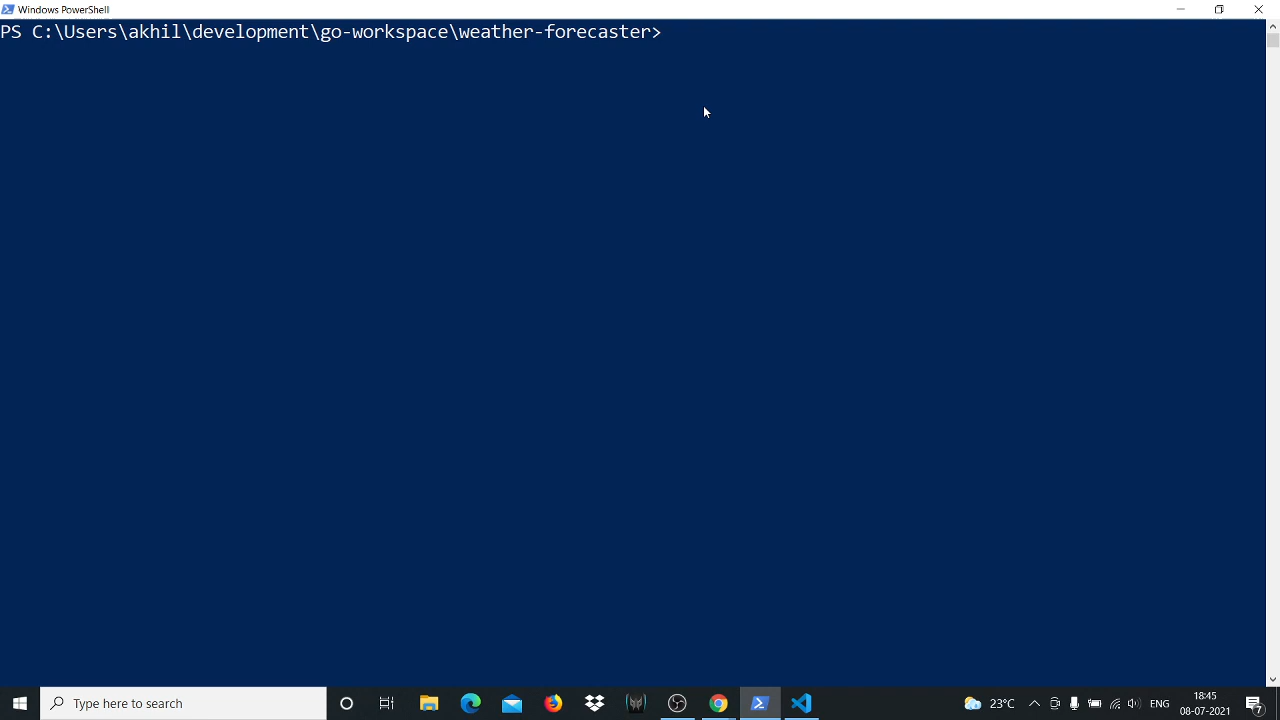 Windows PowerShell
PS C:\Users\akhil\development\go-workspace\weather-forecaster>
Type here to search
23°C
ENG
18:45
08-07-2021
7